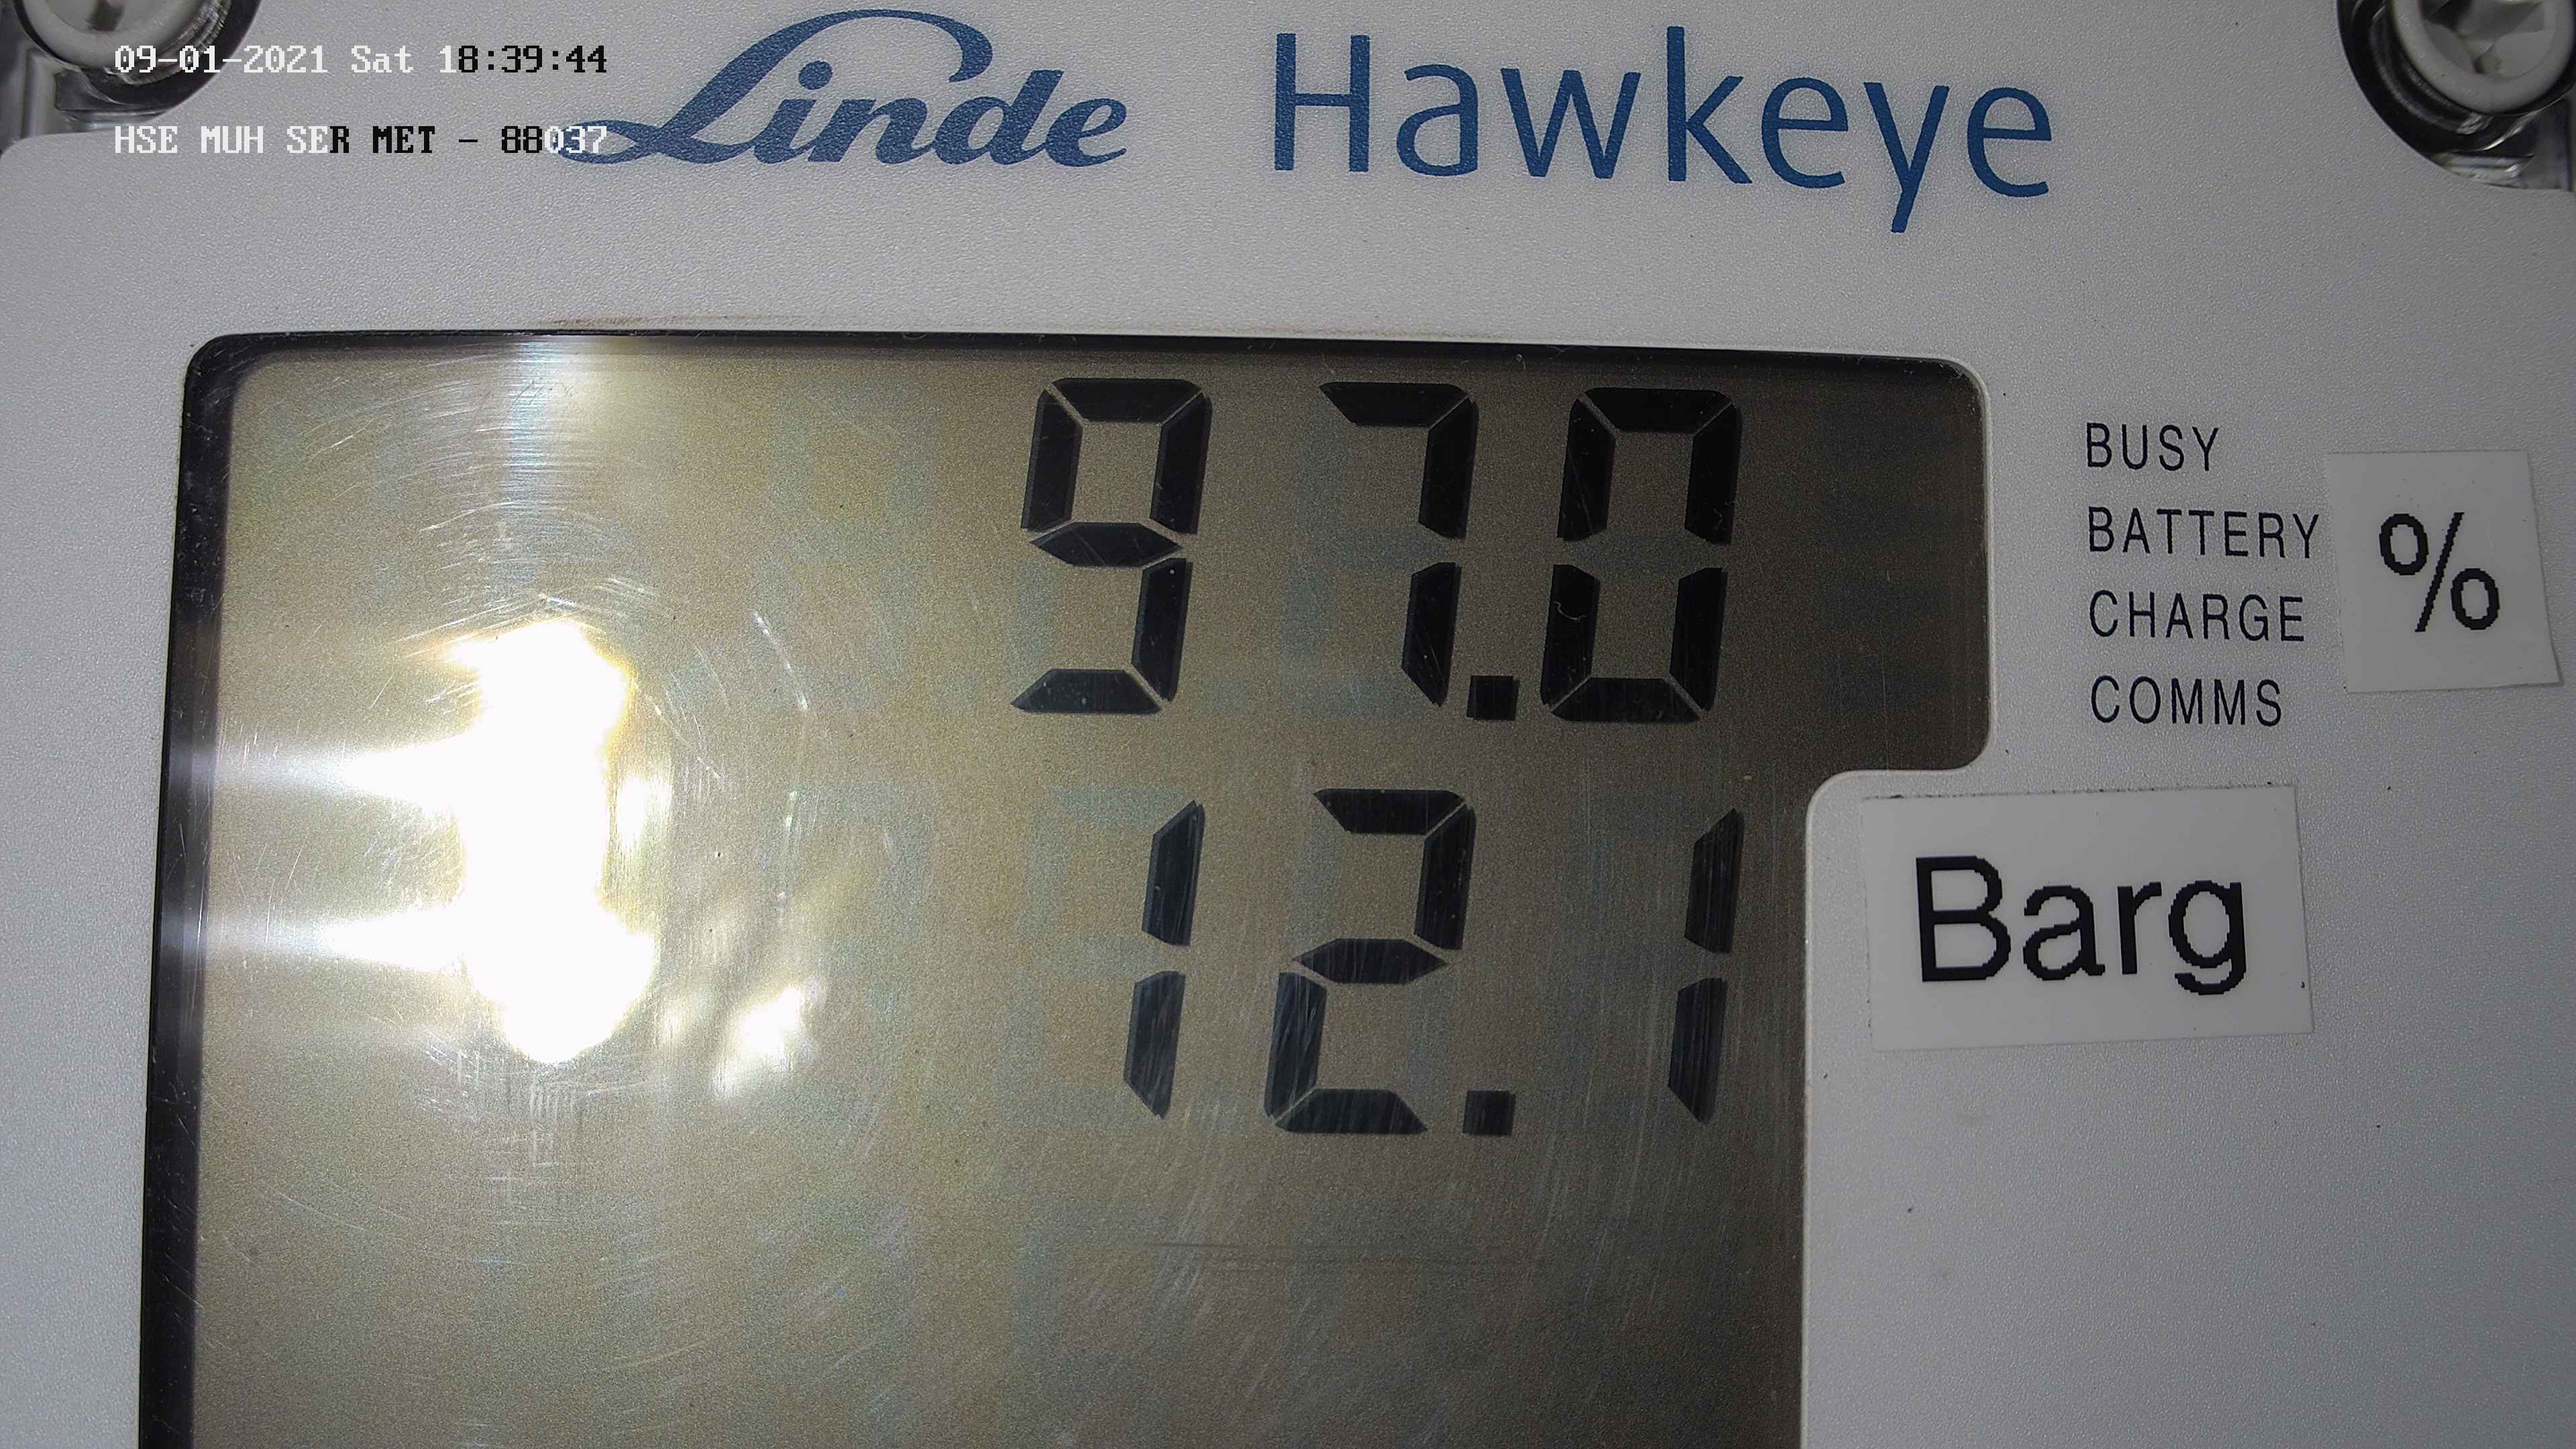 09-01-2021 Sat 18:39:44
HSE MUH SER MET - 88037
Linde Hawkeye
97.0
BUSY
BATTERY
CHARGE
COMMS
%
12.1
Barg